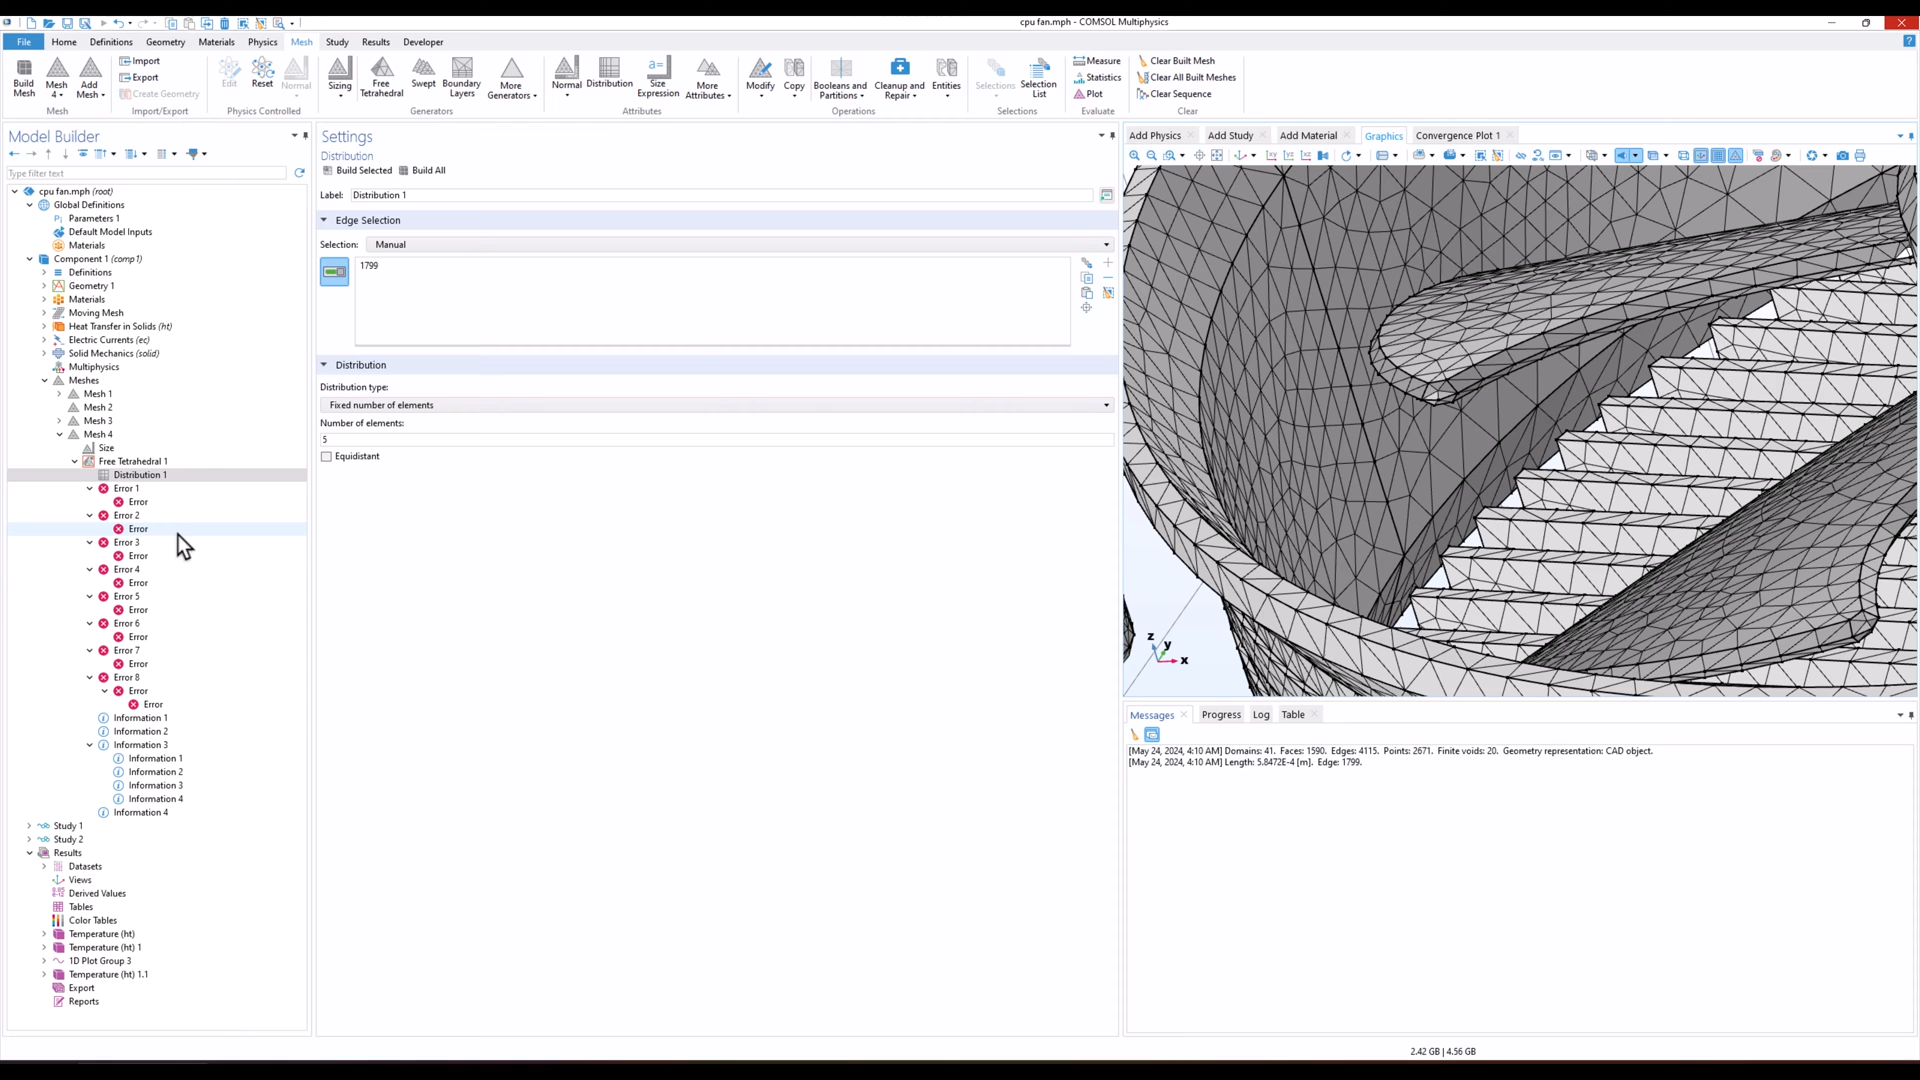 cpu fan.mph - COMSOL Multiphysics
File Home Definitions Geometry Materials Physics Mesh Study Results Developer
Build Mesh
Mesh 4
Add Mesh
Mesh
Import
Export
Create Geometry
Import/Export
Edit
Reset
Normal
Physics Controlled
Sizing
Free Tetrahedral
Swept
Boundary Layers
More Generators
Generators
Normal
Distribution
Size Expression
More Attributes
Attributes
Modify
Copy
Booleans and Partitions
Cleanup and Repair
Entities
Operations
Selections
Selection List
Selections
Measure
Statistics
Plot
Evaluate
Clear Built Mesh
Clear All Built Meshes
Clear Sequence
Clear
Model Builder
Type filter text
cpu fan.mph (root)
Global Definitions
Pi Parameters 1
Default Model Inputs
Materials
Component 1 (comp1)
Definitions
Geometry 1
Materials
Moving Mesh
Heat Transfer in Solids (ht)
Electric Currents (ec)
Solid Mechanics (solid)
Multiphysics
Meshes
Mesh 1
Mesh 2
Mesh 3
Mesh 4
Size
Free Tetrahedral 1
Distribution 1
Error 1
Error
Error 2
Error
Error 3
Error
Error 4
Error
Error 5
Error
Error 6
Error
Error 7
Error
Error 8
Error
Error
Information 1
Information 2
Information 3
Information 1
Information 2
Information 3
Information 4
Information 4
Study 1
Study 2
Results
Datasets
Views
Derived Values
Tables
Color Tables
Temperature (ht)
Temperature (ht) 1
1D Plot Group 3
Temperature (ht) 1.1
Export
Reports
Settings
Distribution
Build Selected Build All
Label: Distribution 1
Edge Selection
Selection: Manual
1799
Distribution
Distribution type:
Fixed number of elements
Number of elements:
5
Equidistant
Add Physics Add Study Add Material Graphics Convergence Plot 1
z
y
x
Messages Progress Log Table
[May 24, 2024, 4:10 AM] Domains: 41. Faces: 1590. Edges: 4115. Points: 2671. Finite voids: 20. Geometry representation: CAD object.
[May 24, 2024, 4:10 AM] Length: 5.8472E-4 [m]. Edge: 1799.
2.42 GB | 4.56 GB